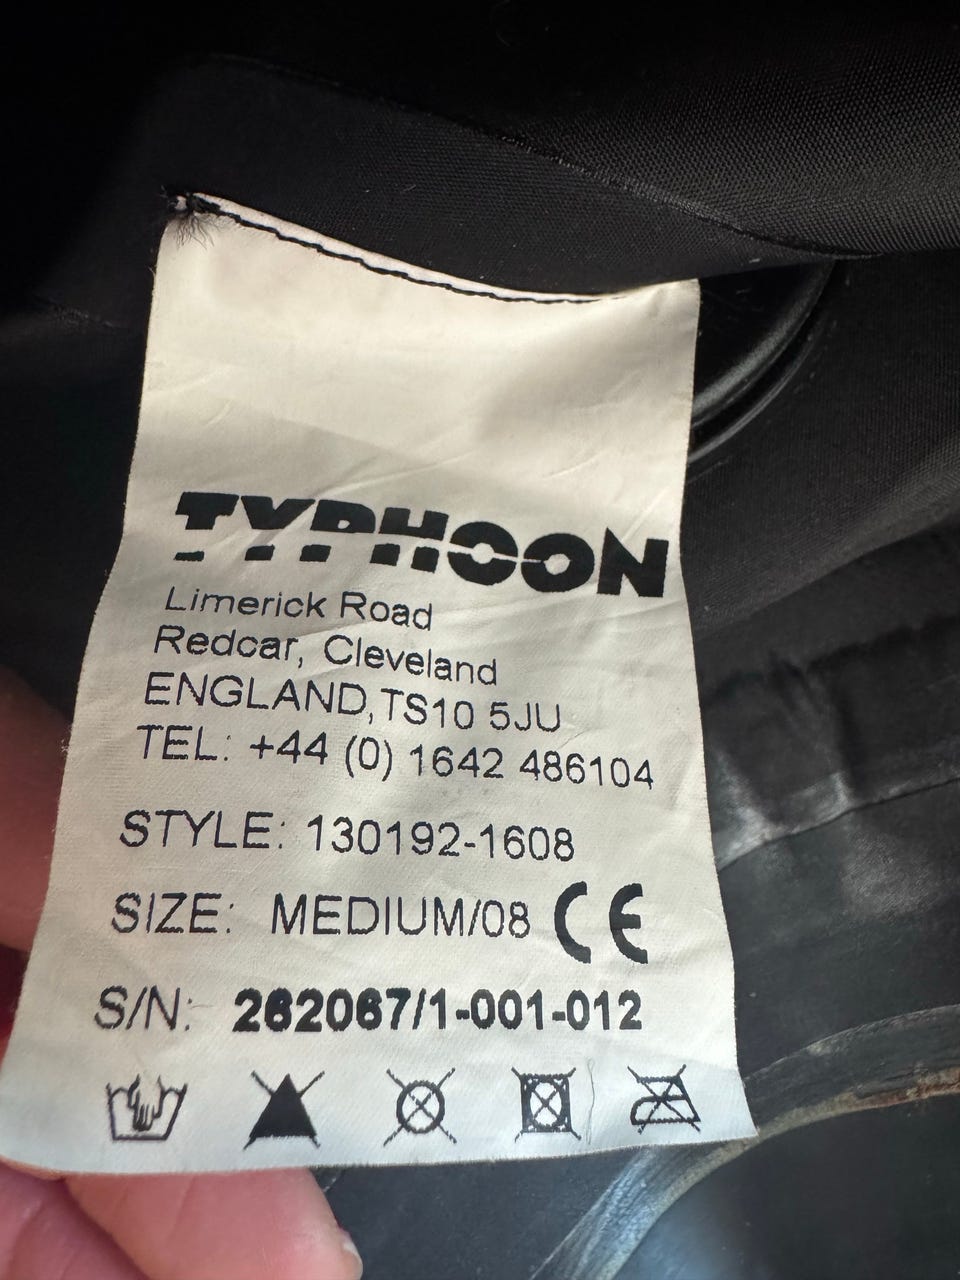 TYPHOON
Limerick Road
Redcar, Cleveland
ENGLAND,TS10 5JU
TEL: +44 (0) 1642 486104
STYLE: 130192-1608
SIZE: MEDIUM/08 CE
S/N: 262067/1-001-012